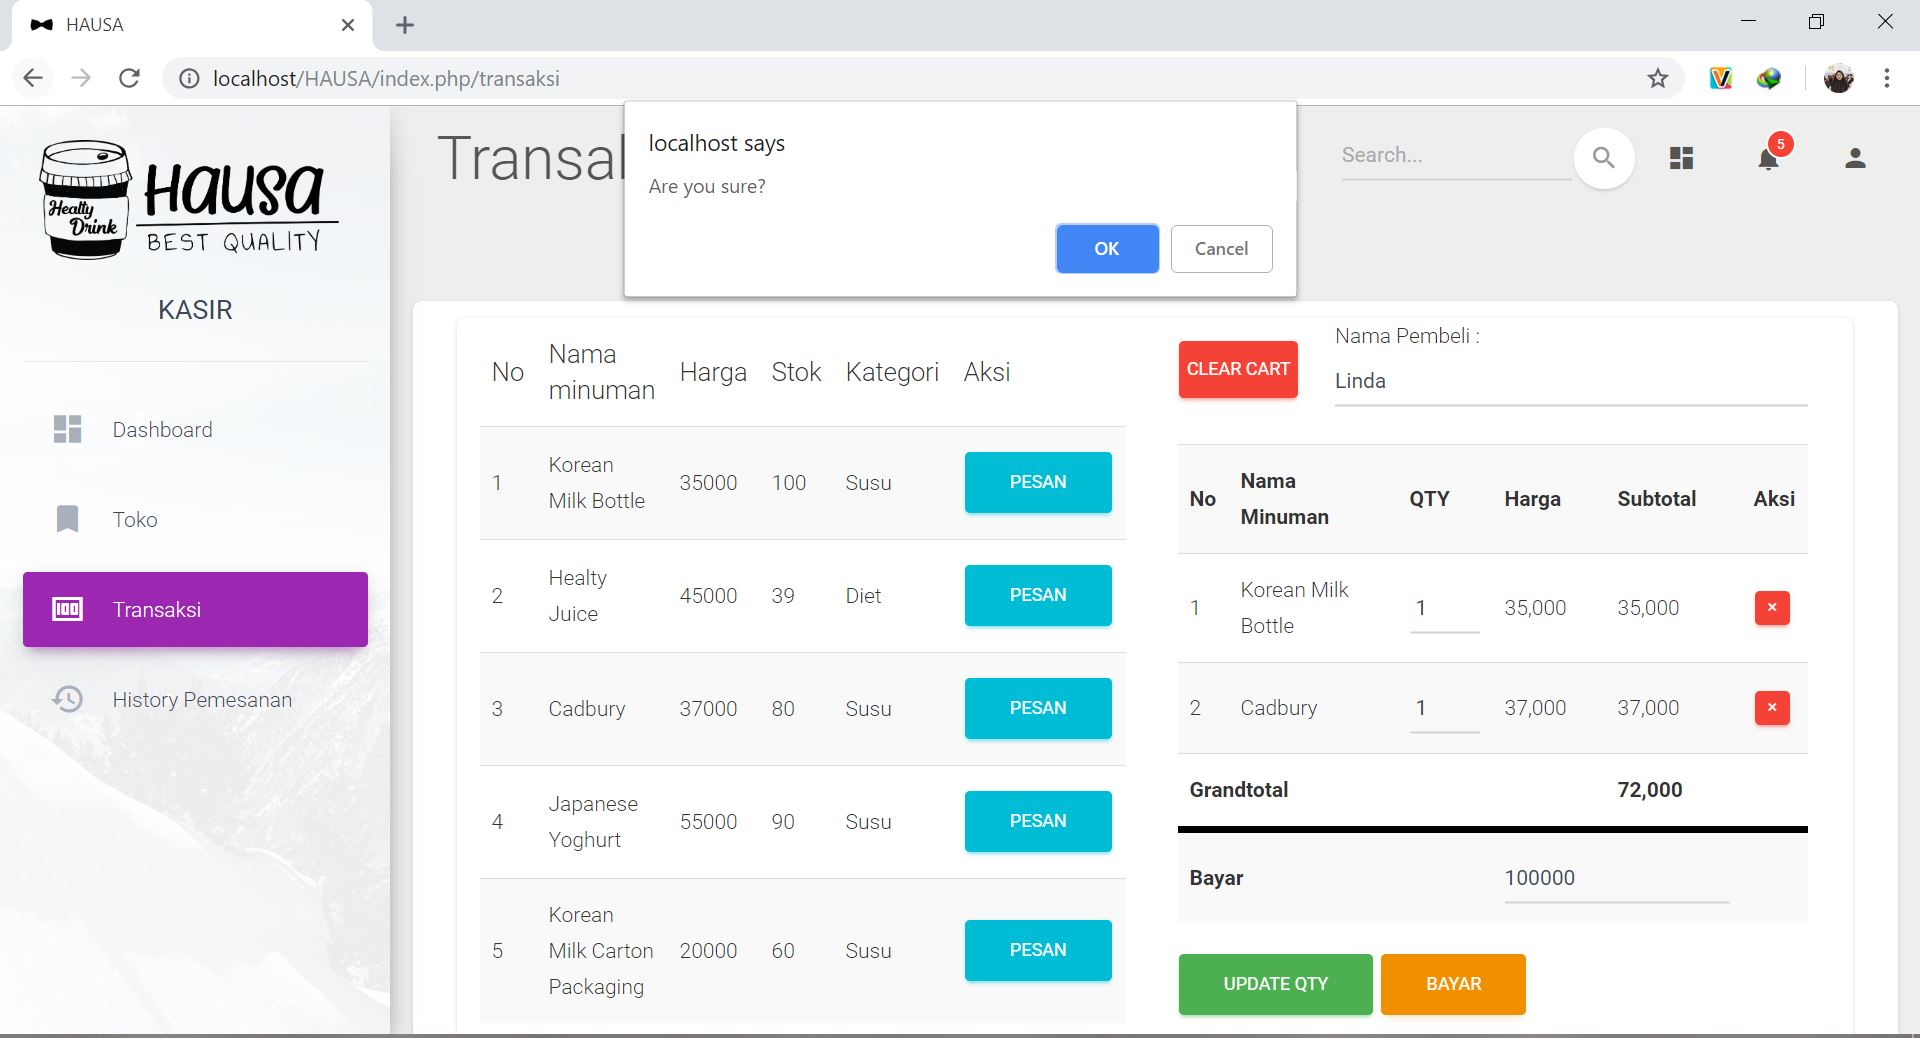 HAUSA
localhost/HAUSA/index.php/transaksi
Healty
Drink
Hausa
BEST QUALITY
KASIR
Dashboard
Toko
100
Transaksi
History Pemesanan
localhost says
Are you sure?
OK
Cancel
Search...
5
No
Nama
minuman
Harga
Stok
Kategori
Aksi
1
Korean
Milk Bottle
35000
100
Susu
PESAN
2
Healty
Juice
45000
39
Diet
PESAN
3
Cadbury
37000
80
Susu
PESAN
4
Japanese
Yoghurt
55000
90
Susu
PESAN
5
Korean
Milk Carton
Packaging
20000
60
Susu
PESAN
CLEAR CART
Nama Pembeli :
Linda
No
Nama
Minuman
QTY
Harga
Subtotal
Aksi
1
Korean Milk
Bottle
1
35,000
35,000
×
2
Cadbury
1
37,000
37,000
×
Grandtotal
72,000
Bayar
100000
UPDATE QTY
BAYAR